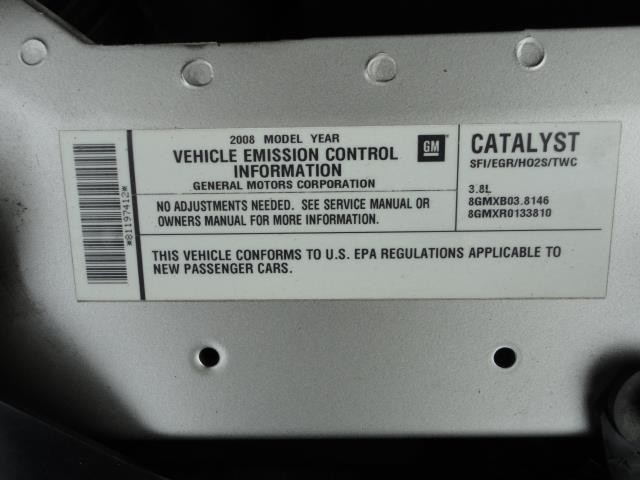 *81197412*
2008 MODEL YEAR
VEHICLE EMISSION CONTROL
INFORMATION
GENERAL MOTORS CORPORATION
GM
NO ADJUSTMENTS NEEDED. SEE SERVICE MANUAL OR
OWNERS MANUAL FOR MORE INFORMATION.
THIS VEHICLE CONFORMS TO U.S. EPA REGULATIONS APPLICABLE TO
NEW PASSENGER CARS.
CATALYST
SFI/EGR/HO2S/TWC
3.8L
8GMXB03.8146
8GMXR0133810